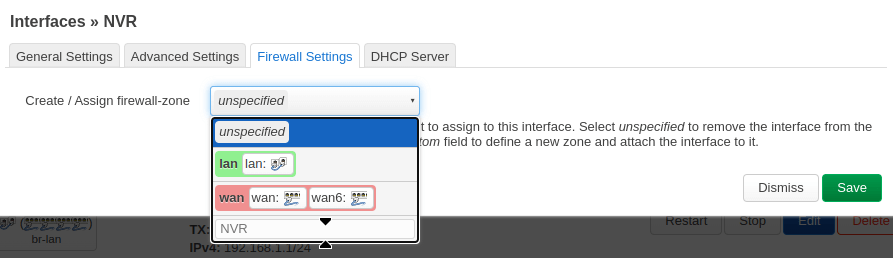 Interfaces » NVR
General Settings Advanced Settings Firewall Settings DHCP Server
Create / Assign firewall-zone unspecified
unspecified
t to assign to this interface. Select unspecified to remove the interface from the
tom field to define a new zone and attach the interface to it.
lan lan:
wan wan: wan6:
Dismiss Save
NVR
Restart Stop Edit Delete
br-lan
TX:
IPv4: 192.168.1.1/24